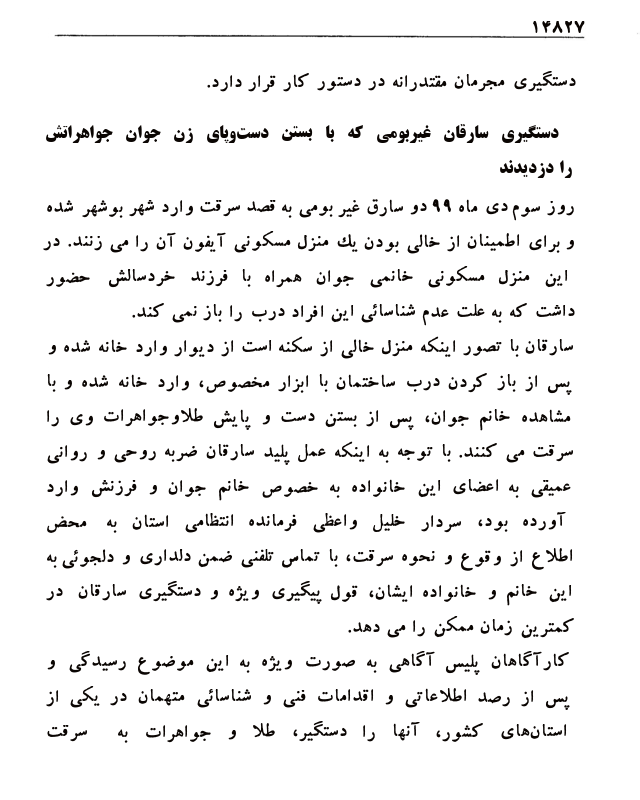 ۱۴۸۲۷
دستگیری مجرمان مقتدرانه در دستور کار قرار دارد.
دستگیری سارقان غیربومی که با بستن دست‌وپای زن جوان جواهراتش
را دزدیدند
روز سوم دی ماه ۹۹ دو سارق غیر بومی به قصد سرقت وارد شهر بوشهر شده
و برای اطمینان از خالی بودن یك منزل مسکونی آیفون آن را می زنند. در
این منزل مسکونی خانمی جوان همراه با فرزند خردسالش حضور
داشت که به علت عدم شناسائی این افراد درب را باز نمی کند.
سارقان با تصور اینکه منزل خالی از سکنه است از دیوار وارد خانه شده و
پس از باز کردن درب ساختمان با ابزار مخصوص، وارد خانه شده و با
مشاهده خانم جوان، پس از بستن دست و پایش طلاوجواهرات وی را
سرقت می کنند. با توجه به اینکه عمل پلید سارقان ضربه روحی و روانی
عمیقی به اعضای این خانواده به خصوص خانم جوان و فرزنش وارد
آورده بود، سردار خلیل واعظی فرمانده انتظامی استان به محض
اطلاع از وقوع و نحوه سرقت، با تماس تلفنی ضمن دلداری و دلجوئی به
این خانم و خانواده ایشان، قول پیگیری ویژه و دستگیری سارقان در
کمترین زمان ممکن را می دهد.
کارآگاهان پلیس آگاهی به صورت ویژه به این موضوع رسیدگی و
پس از رصد اطلاعاتی و اقدامات فنی و شناسائی متهمان در یکی از
استان‌های کشور، آنها را دستگیر، طلا و جواهرات به سرقت